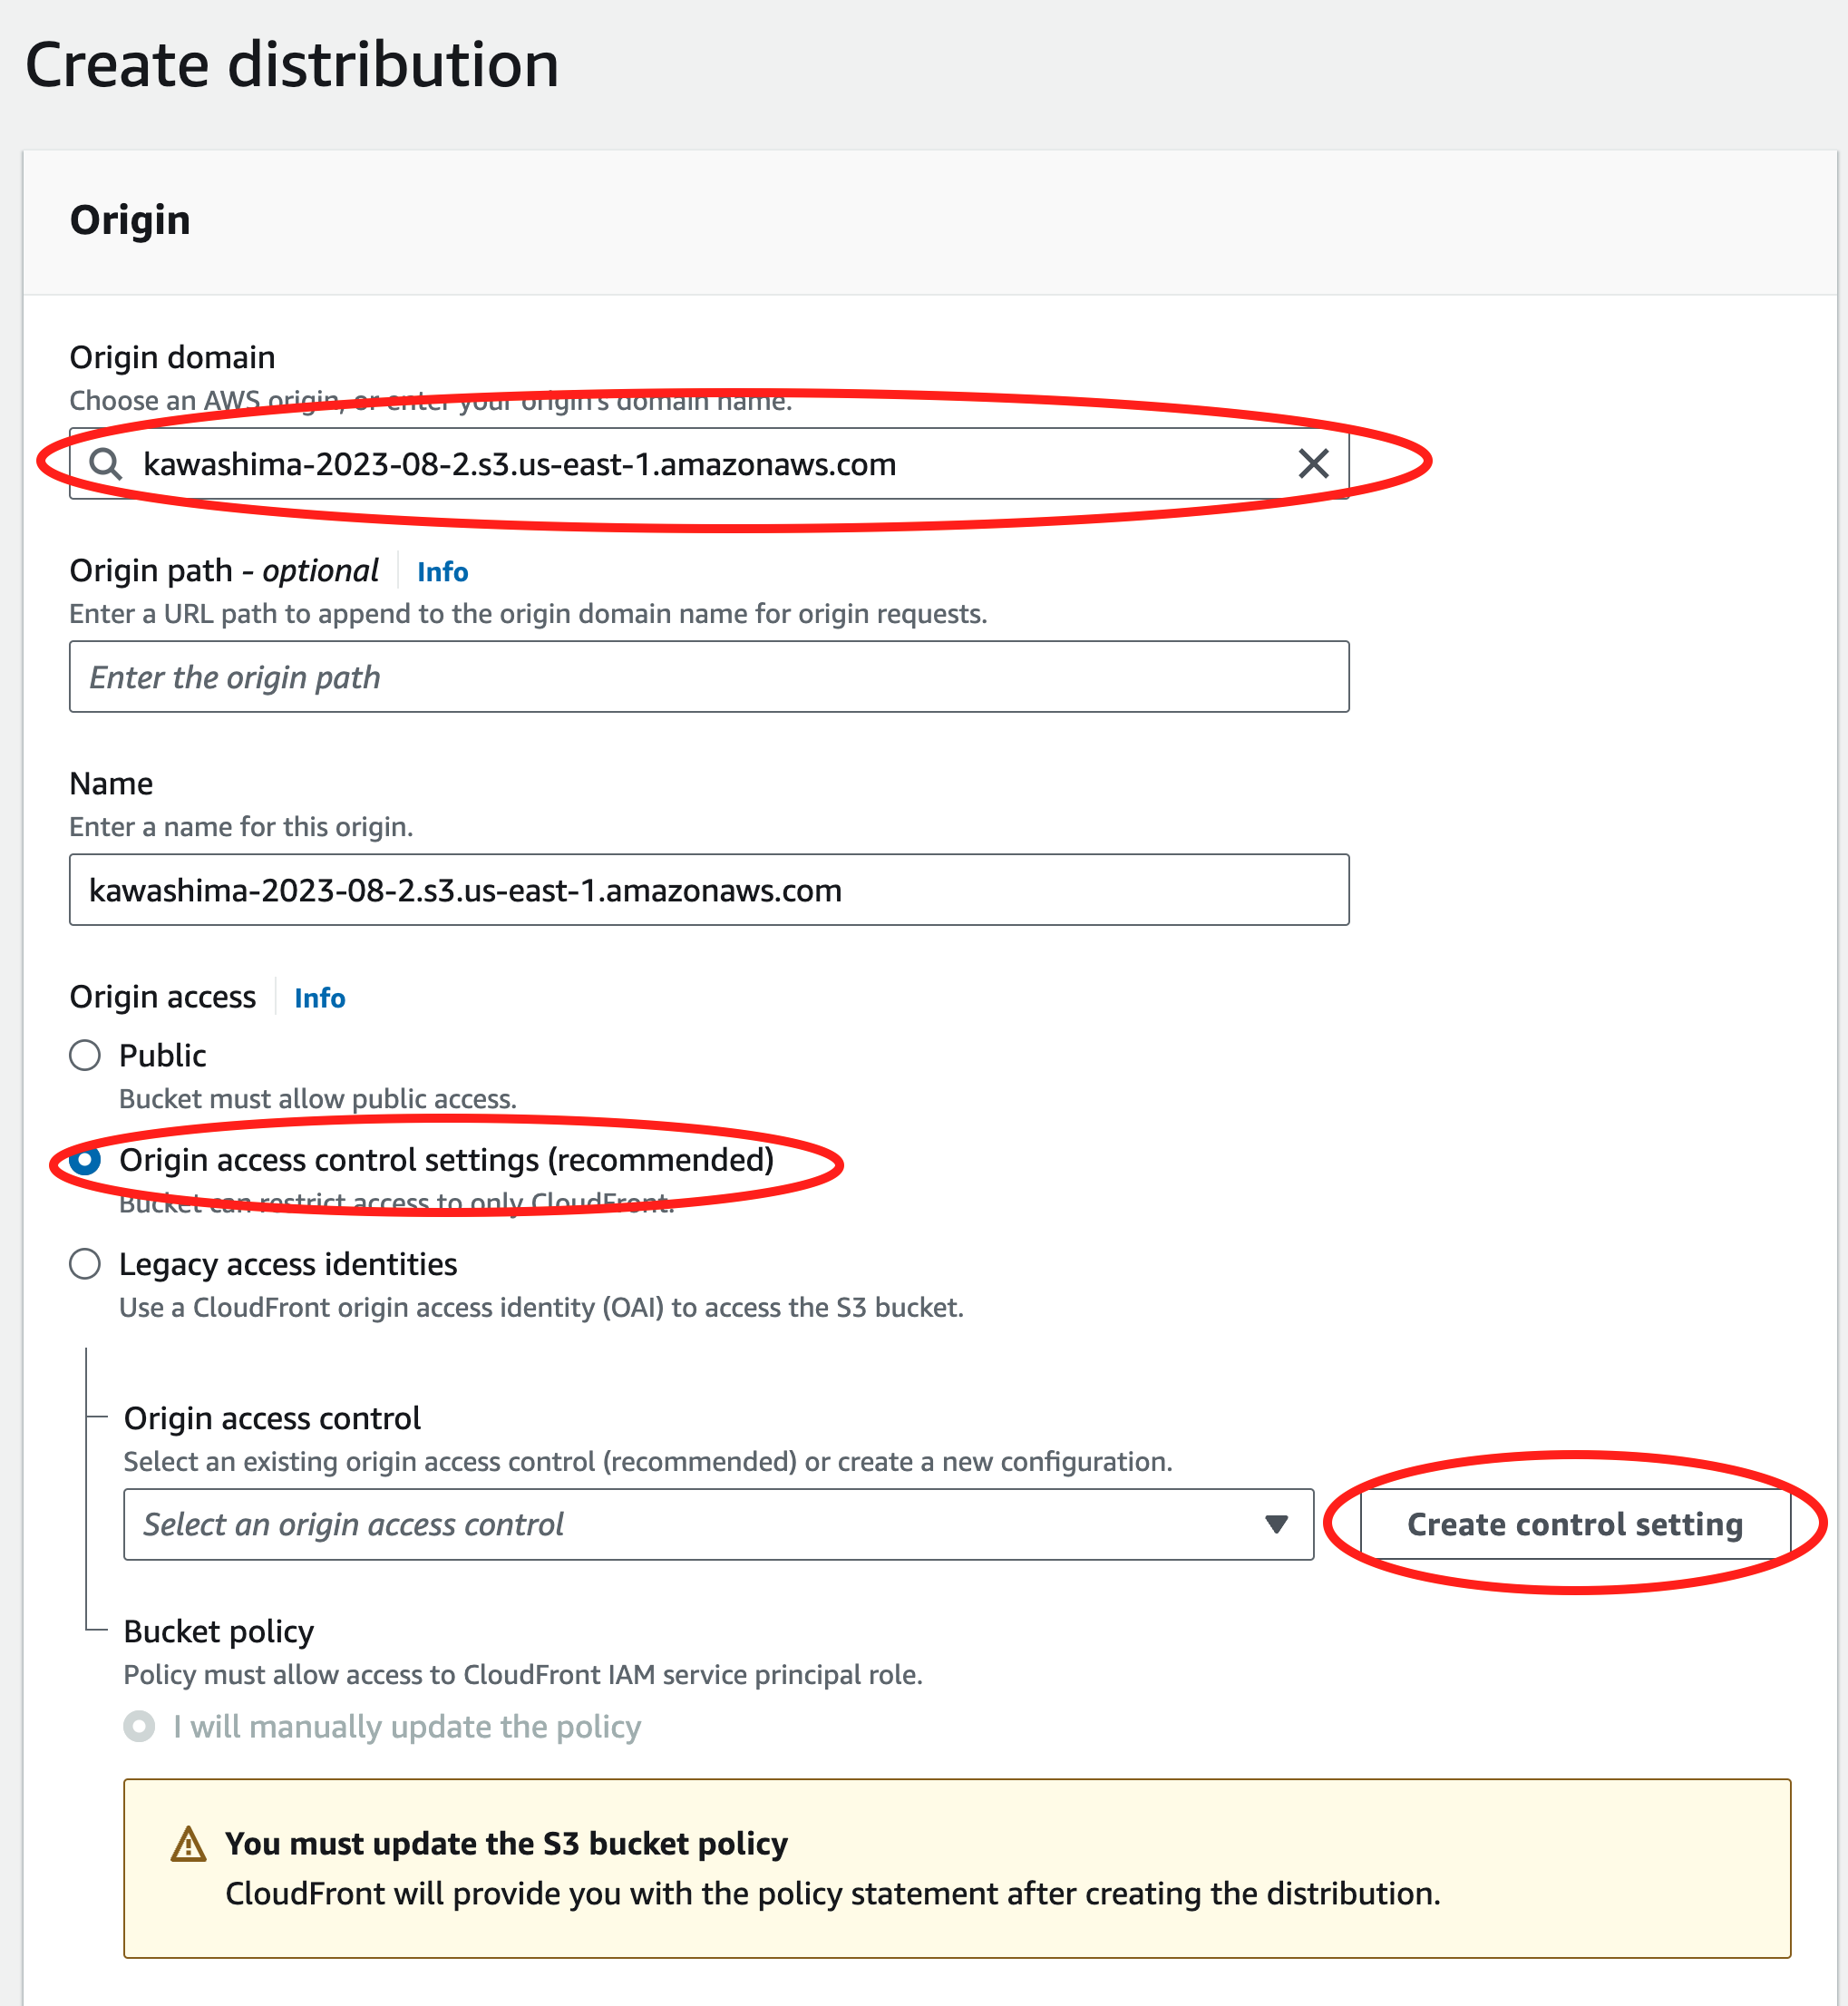 Create distribution
Origin
Origin domain
Choose an AWS origin, or enter your origin's domain name.
kawashima-2023-08-2.s3.us-east-1.amazonaws.com
Origin path - optional Info
Enter a URL path to append to the origin domain name for origin requests.
Enter the origin path
Name
Enter a name for this origin.
kawashima-2023-08-2.s3.us-east-1.amazonaws.com
Origin access Info
Public
Bucket must allow public access.
Origin access control settings (recommended)
Bucket can restrict access to only CloudFront.
Legacy access identities
Use a CloudFront origin access identity (OAI) to access the S3 bucket.
Origin access control
Select an existing origin access control (recommended) or create a new configuration.
Select an origin access control
Create control setting
Bucket policy
Policy must allow access to CloudFront IAM service principal role.
I will manually update the policy
You must update the S3 bucket policy
CloudFront will provide you with the policy statement after creating the distribution.